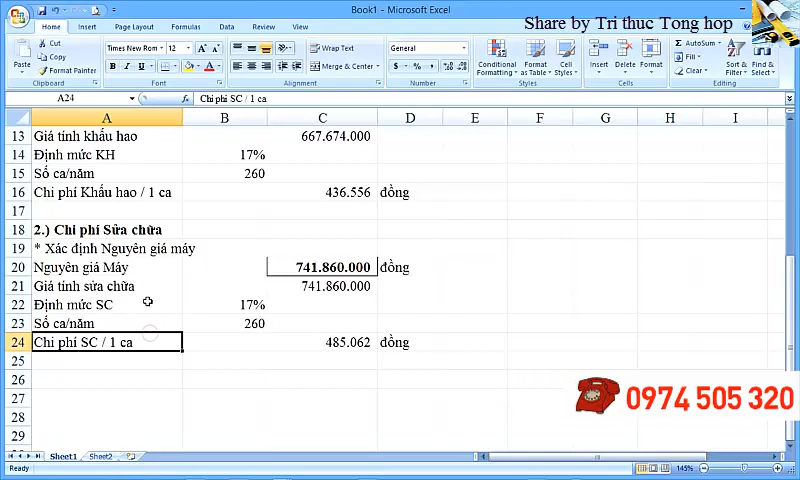 Book1 - Microsoft Excel
Share by Tri thuc Tong hop
Home Insert Page Layout Formulas Data Review View
Paste
Cut
Copy
Format Painter
Clipboard
Times New Rom 12
B I U
Font
Wrap Text
Merge & Center
Alignment
General
$ % ,
Number
Conditional Formatting
Format as Table
Cell Styles
Styles
Insert Delete Format
Cells
Σ AutoSum
Fill
Clear
Sort & Filter
Find & Select
Editing
A24 fx Chi phí SC / 1 ca
A B C D E F G H I
13 Giá tính khấu hao 667.674.000
14 Định mức KH 17%
15 Số ca/năm 260
16 Chi phí Khấu hao / 1 ca 436.556 đồng
17
18 2.) Chi phí Sửa chữa
19 * Xác định Nguyên giá máy
20 Nguyên giá Máy 741.860.000 đồng
21 Giá tính sửa chữa 741.860.000
22 Định mức SC 17%
23 Số ca/năm 260
24 Chi phí SC / 1 ca 485.062 đồng
25
26
27
28
29
0974 505 320
Sheet1 Sheet2
Ready 145%